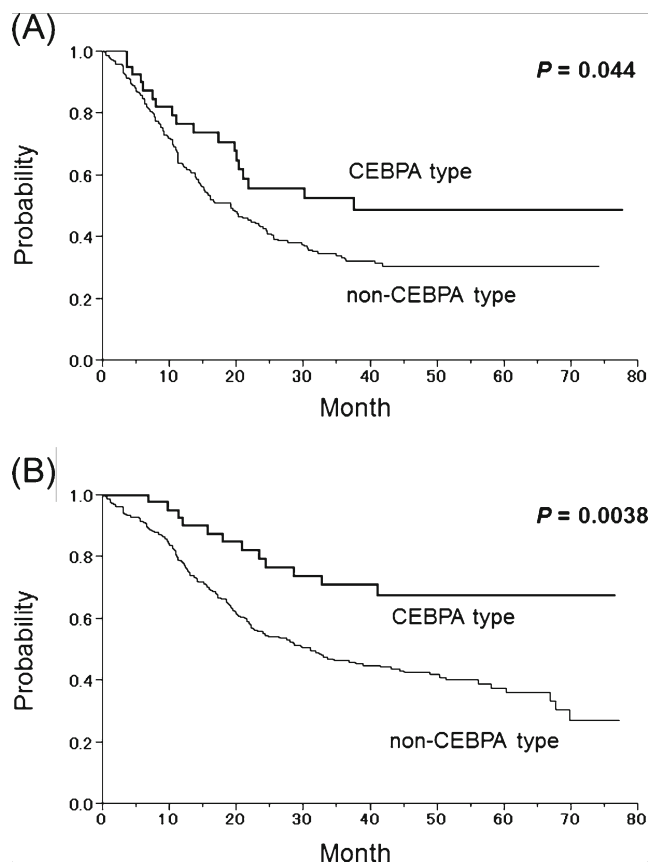 (A)
1.0
P = 0.044
0.8
CEBPA type
0.6
Probability
0.4
non-CEBPA type
0.2
0.0
0 10 20 30 40 50 60 70 80
Month
(B)
1.0
P = 0.0038
0.8
CEBPA type
0.6
Probability
0.4
non-CEBPA type
0.2
0.0
0 10 20 30 40 50 60 70 80
Month